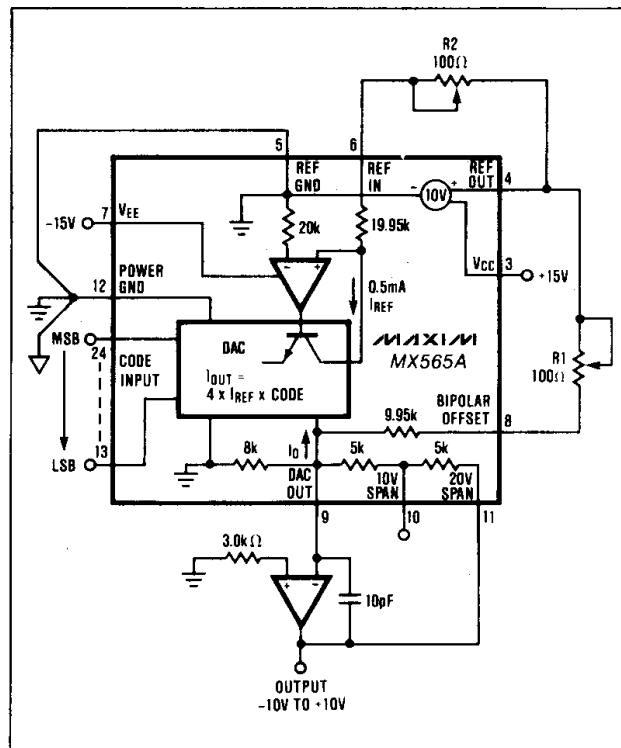 R2
100Ω
5
6
REF
GND
REF
IN
REF
OUT
4
- +
10V
-15V
7
VEE
20k
19.95k
VCC
3
+15V
12
POWER
GND
- +
0.5mA
IREF
MAXIM
MX565A
MSB
24
CODE
INPUT
DAC
IOUT =
4 x IREF x CODE
R1
100Ω
BIPOLAR
OFFSET
8
9.95k
LSB
13
8k
IO
DAC
OUT
5k
10V
SPAN
5k
20V
SPAN
9
10
11
3.0kΩ
+ -
10pF
OUTPUT
-10V TO +10V